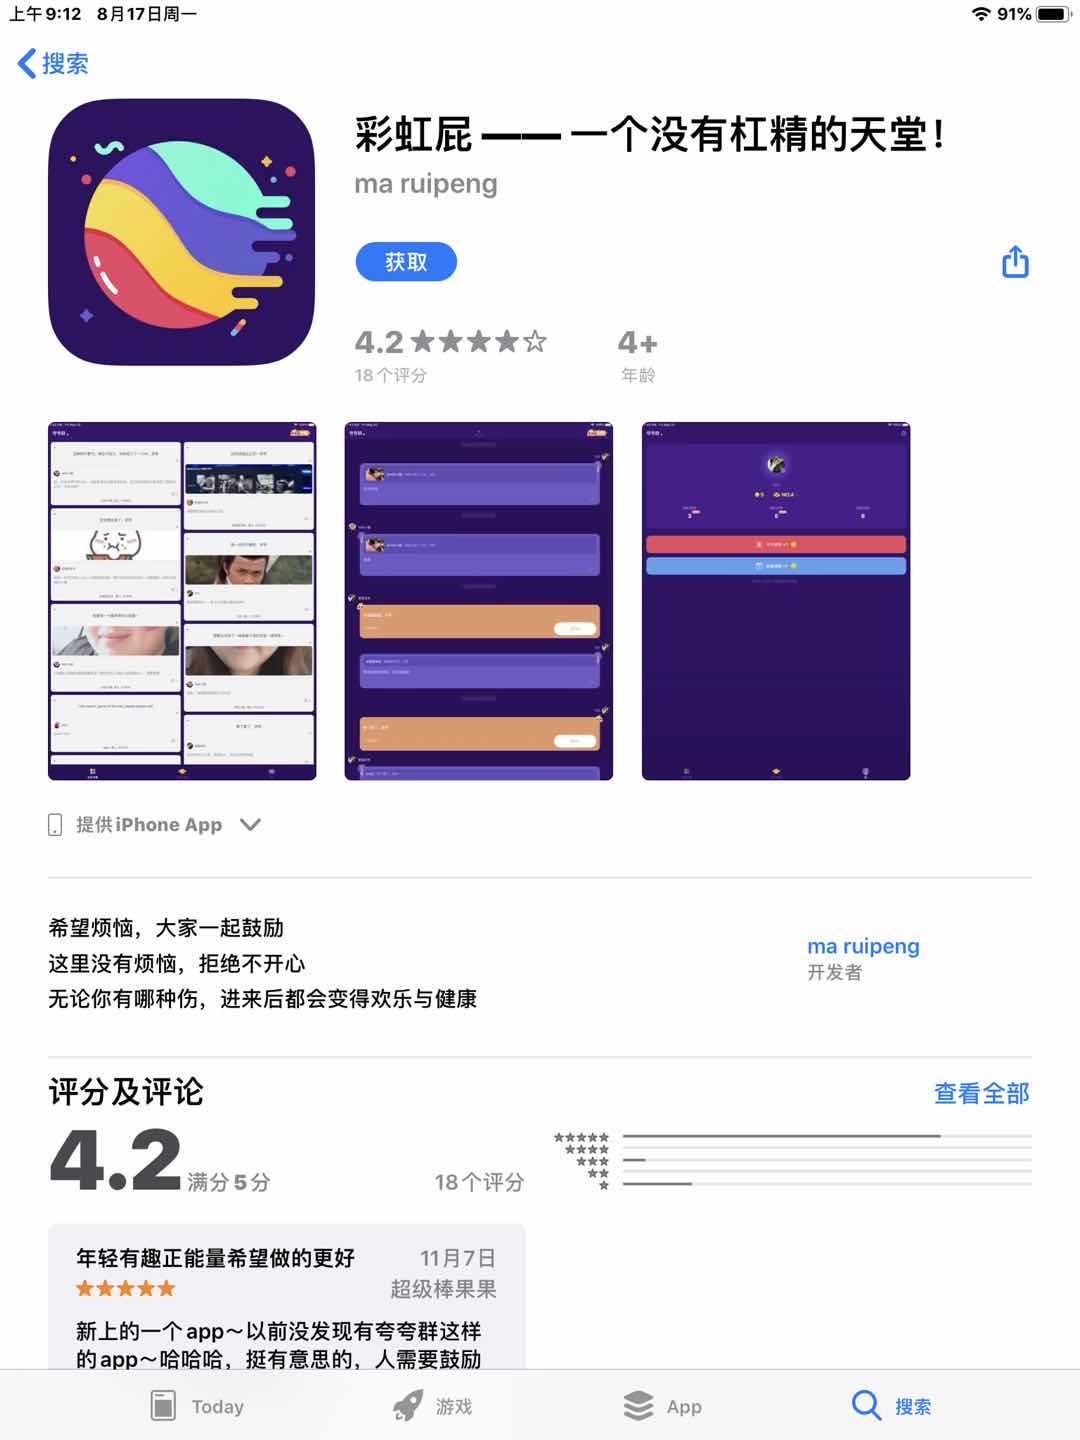 上午9:12 8月17日周一
91%
搜索
彩虹屁 —— 一个没有杠精的天堂！
ma ruipeng
获取
4.2
18个评分
4+
年龄
提供iPhone App
希望烦恼，大家一起鼓励
这里没有烦恼，拒绝不开心
无论你有哪种伤，进来后都会变得欢乐与健康
ma ruipeng
开发者
评分及评论
查看全部
4.2 满分5分
18个评分
年轻有趣正能量希望做的更好
11月7日
超级棒果果
新上的一个app～以前没发现有夸夸群这样
的app～哈哈哈，挺有意思的，人需要鼓励
Today
游戏
App
搜索